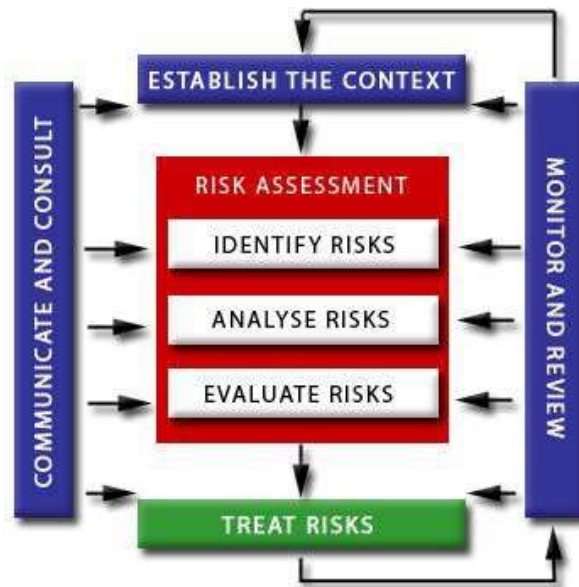 ESTABLISH THE CONTEXT
COMMUNICATE AND CONSULT
RISK ASSESSMENT
IDENTIFY RISKS
ANALYSE RISKS
EVALUATE RISKS
MONITOR AND REVIEW
TREAT RISKS